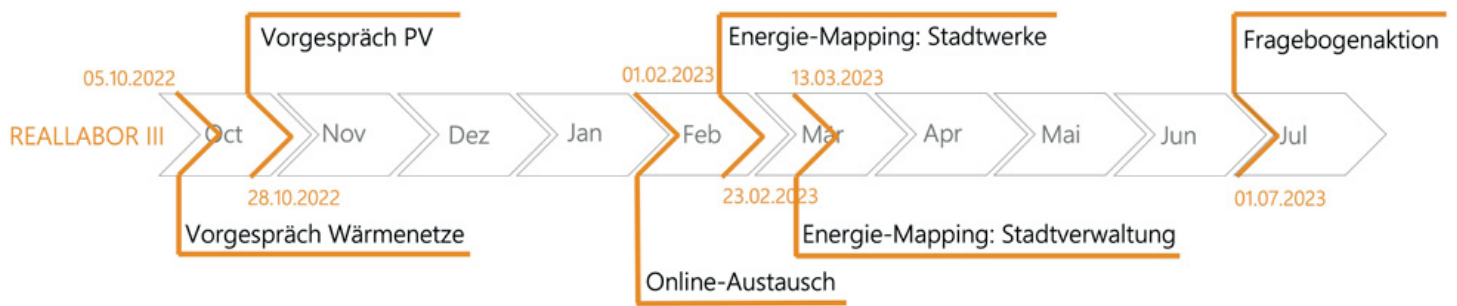 Vorgespräch PV
Energie-Mapping: Stadtwerke
Fragebogenaktion
05.10.2022
01.02.2023
13.03.2023
REALLABOR III
Oct
Nov
Dez
Jan
Feb
Mär
Apr
Mai
Jun
Jul
28.10.2022
23.02.2023
01.07.2023
Vorgespräch Wärmenetze
Energie-Mapping: Stadtverwaltung
Online-Austausch